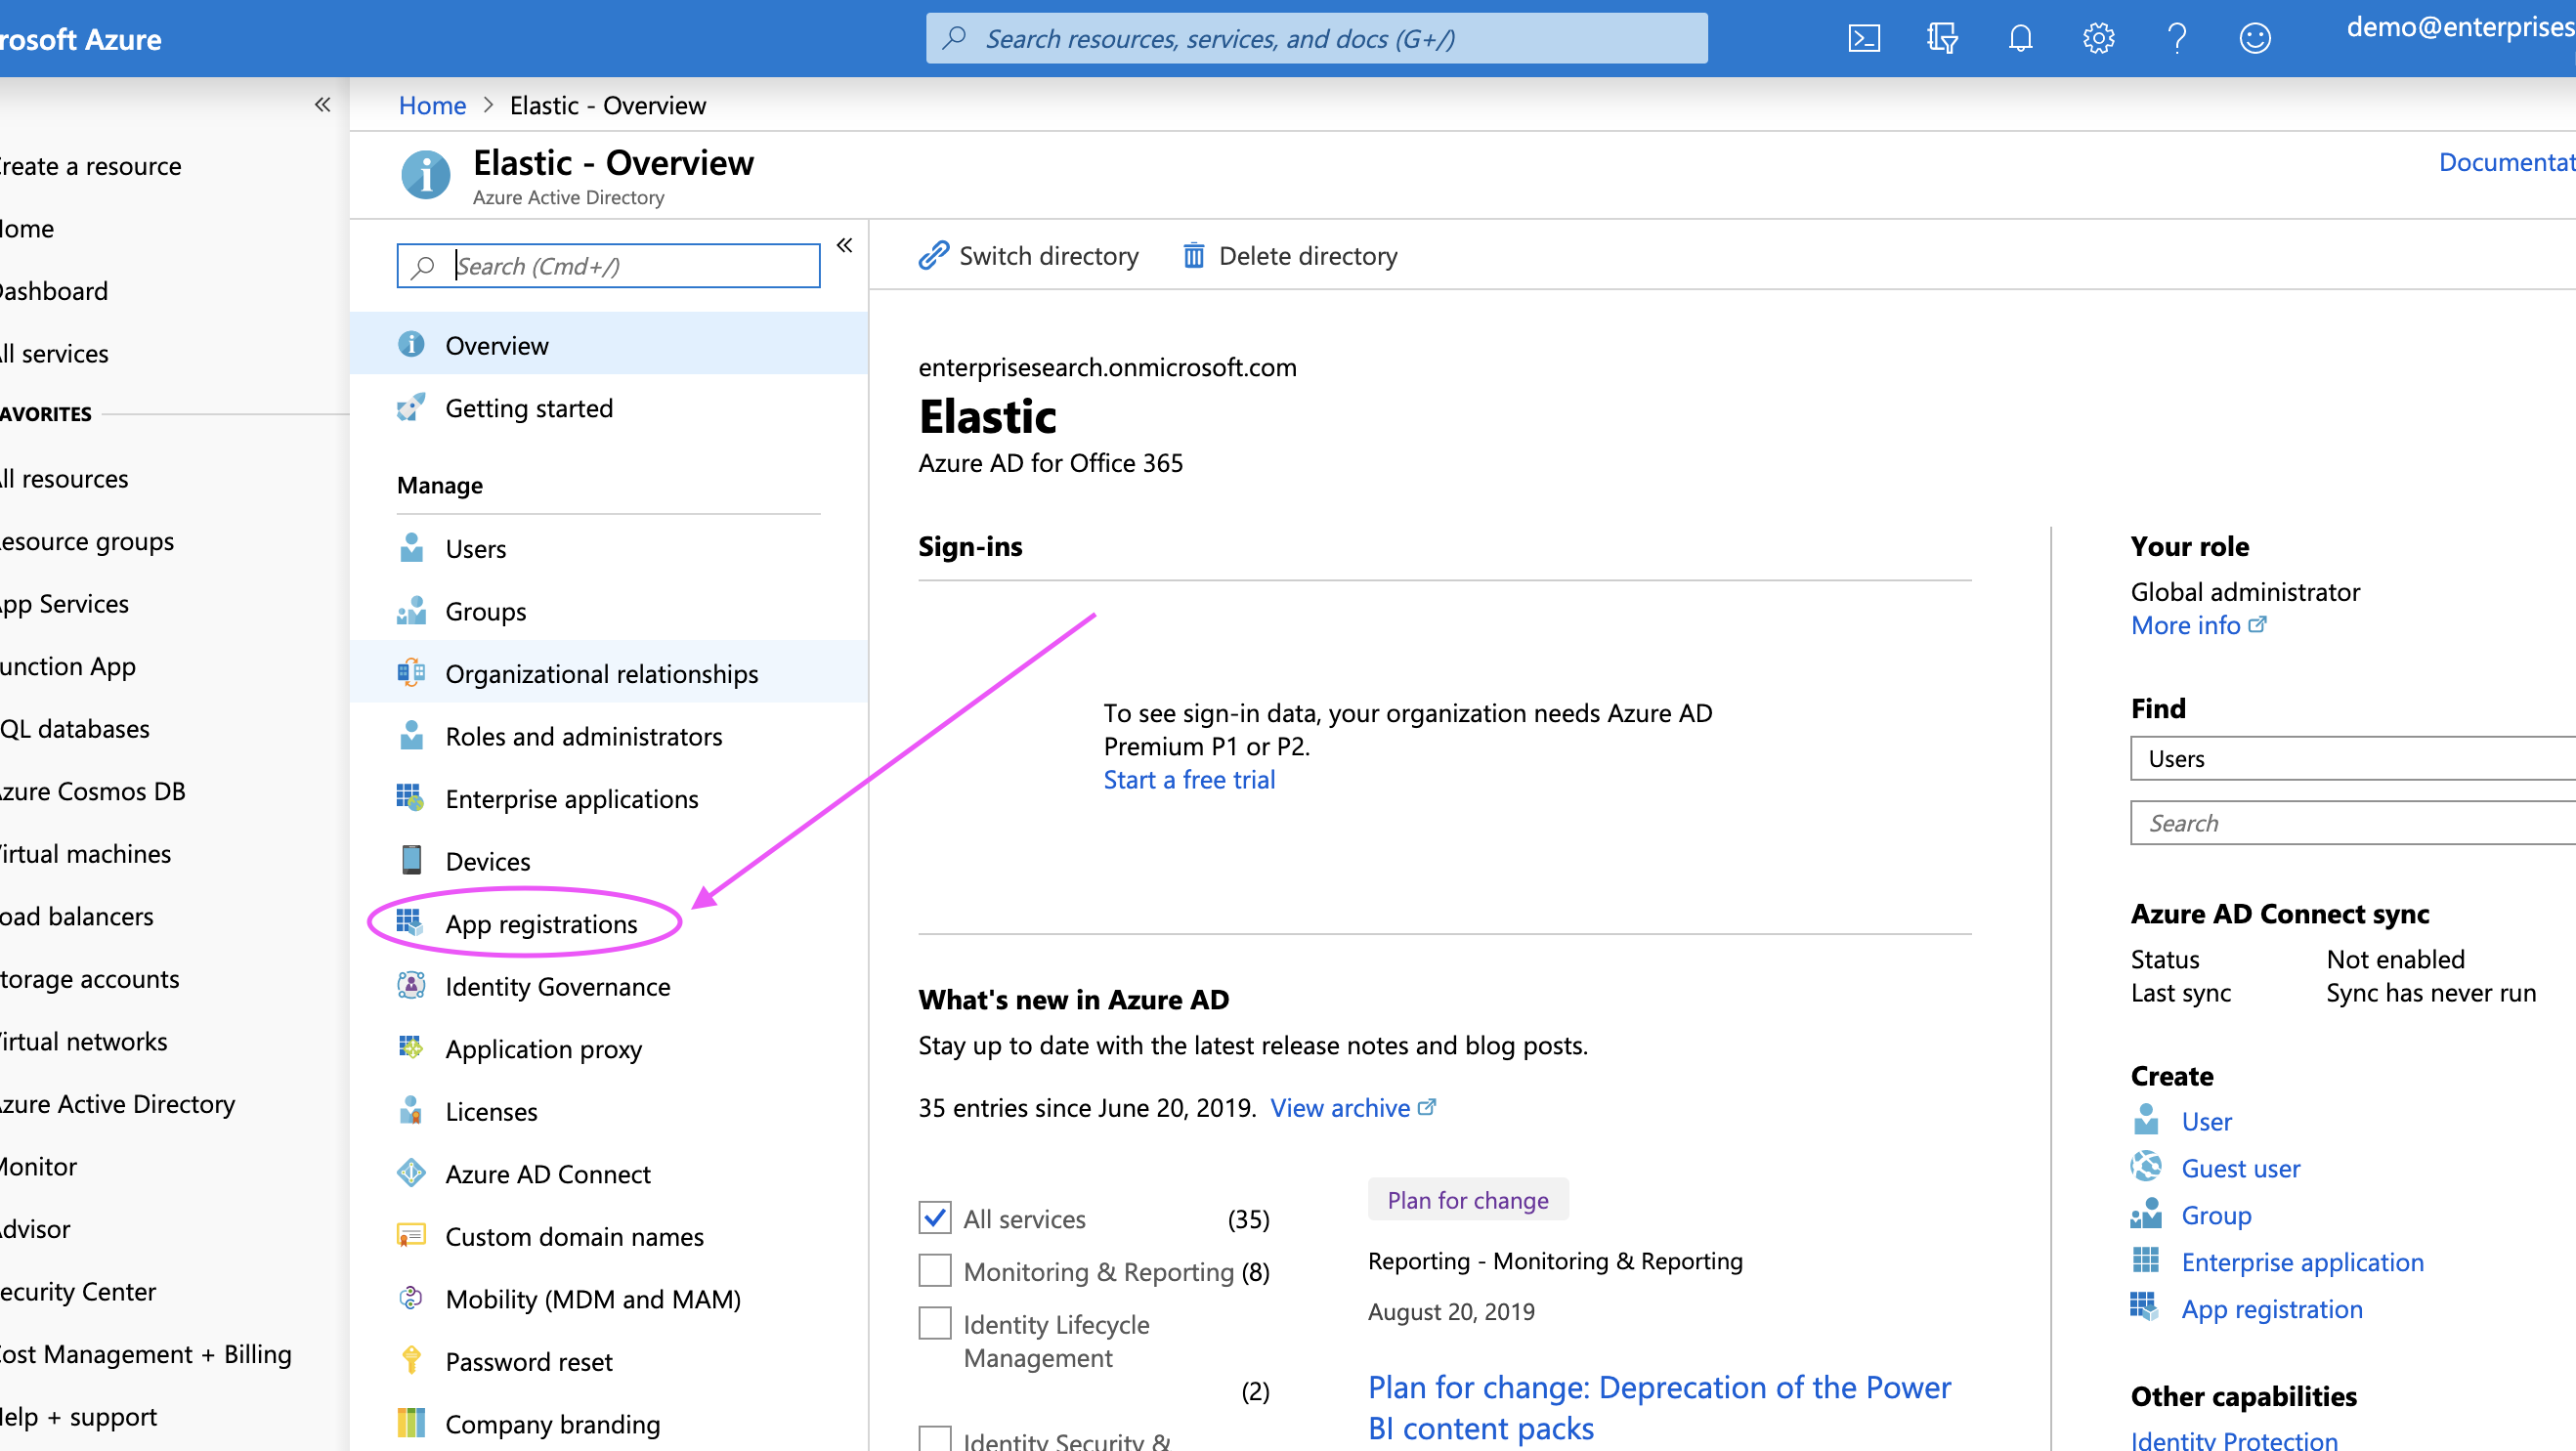 rosoft Azure
Search resources, services, and docs (G+/)
demo@enterprises
reate a resource
ome
ashboard
ll services
AVORITES
ll resources
esource groups
pp Services
unction App
QL databases
zure Cosmos DB
irtual machines
oad balancers
torage accounts
irtual networks
zure Active Directory
Monitor
dvisor
ecurity Center
ost Management + Billing
elp + support
Home > Elastic - Overview
Elastic - Overview
Azure Active Directory
Documentat
Search (Cmd+/)
Overview
Getting started
Manage
Users
Groups
Organizational relationships
Roles and administrators
Enterprise applications
Devices
App registrations
Identity Governance
Application proxy
Licenses
Azure AD Connect
Custom domain names
Mobility (MDM and MAM)
Password reset
Company branding
Switch directory
Delete directory
enterprisesearch.onmicrosoft.com
Elastic
Azure AD for Office 365
Sign-ins
To see sign-in data, your organization needs Azure AD
Premium P1 or P2.
Start a free trial
What's new in Azure AD
Stay up to date with the latest release notes and blog posts.
35 entries since June 20, 2019. View archive
All services (35)
Monitoring & Reporting (8)
Identity Lifecycle
Management
(2)
Identity Security &
Plan for change
Reporting - Monitoring & Reporting
August 20, 2019
Plan for change: Deprecation of the Power
BI content packs
Your role
Global administrator
More info
Find
Users
Search
Azure AD Connect sync
Status Not enabled
Last sync Sync has never run
Create
User
Guest user
Group
Enterprise application
App registration
Other capabilities
Identity Protection